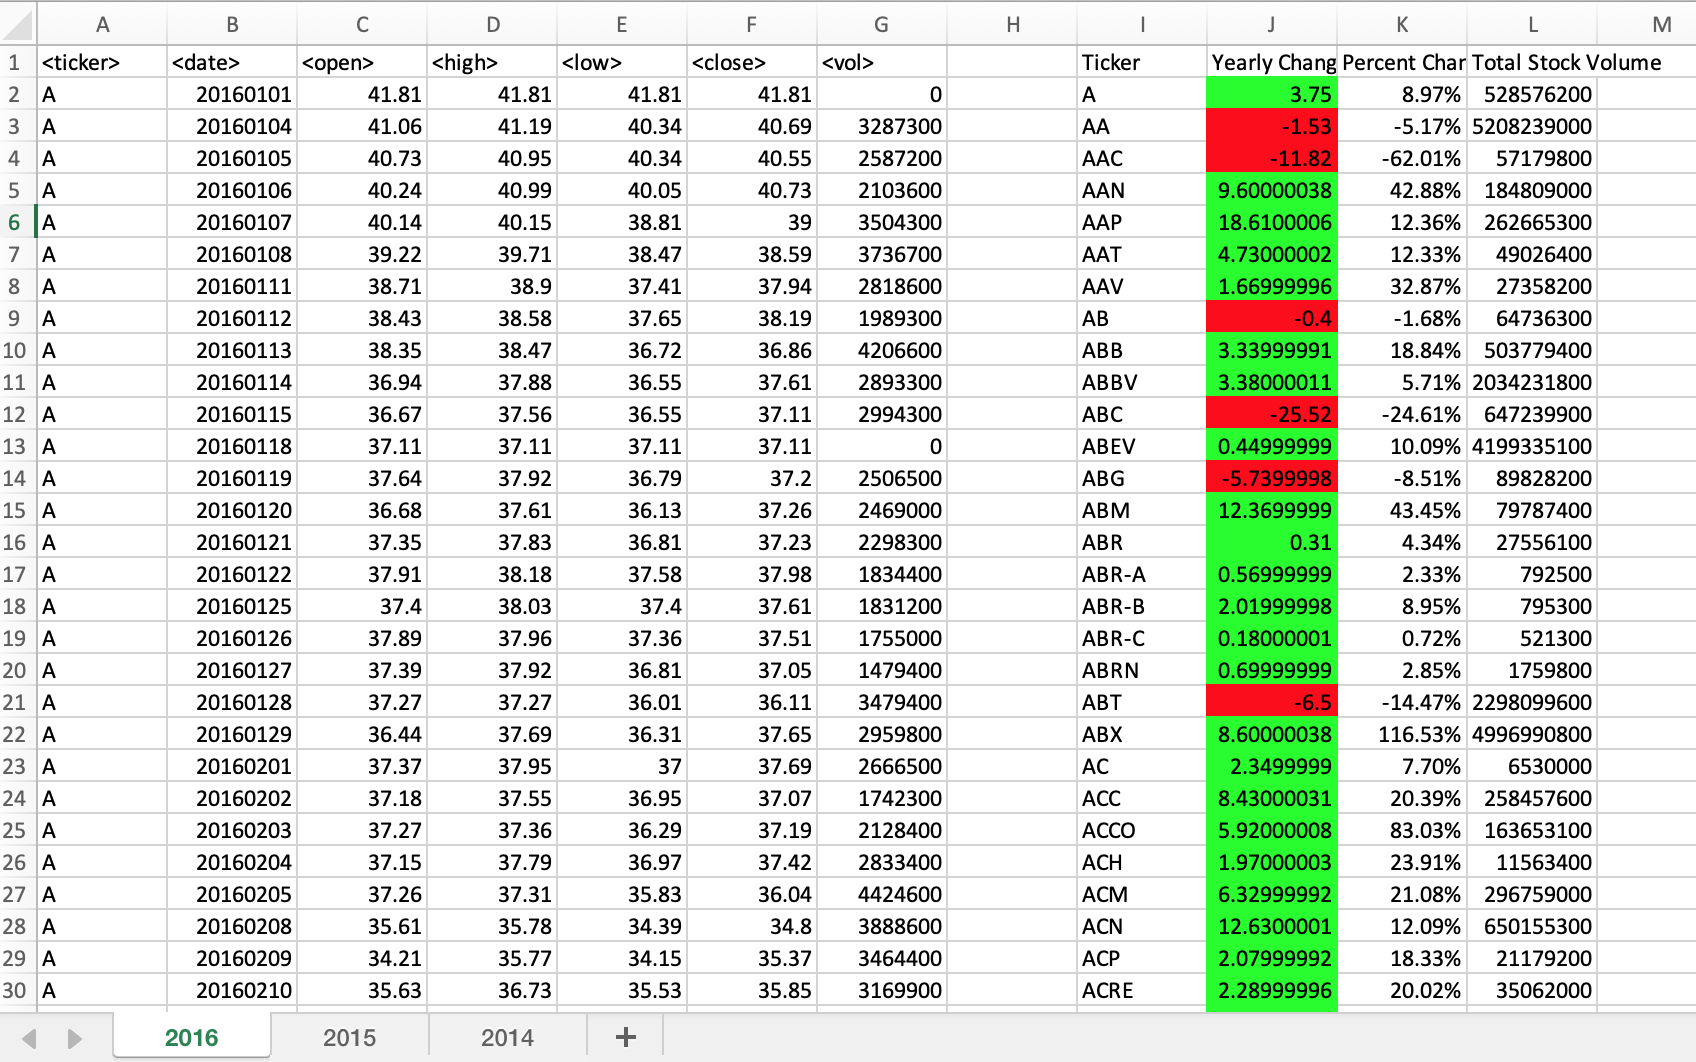 A B C D E F G H I J K L M
1 <ticker> <date> <open> <high> <low> <close> <vol> Ticker Yearly Chang Percent Char Total Stock Volume
2 A 20160101 41.81 41.81 41.81 41.81 0 A 3.75 8.97% 528576200
3 A 20160104 41.06 41.19 40.34 40.69 3287300 AA -1.53 -5.17% 5208239000
4 A 20160105 40.73 40.95 40.34 40.55 2587200 AAC -11.82 -62.01% 57179800
5 A 20160106 40.24 40.99 40.05 40.73 2103600 AAN 9.60000038 42.88% 184809000
6 A 20160107 40.14 40.15 38.81 39 3504300 AAP 18.6100006 12.36% 262665300
7 A 20160108 39.22 39.71 38.47 38.59 3736700 AAT 4.73000002 12.33% 49026400
8 A 20160111 38.71 38.9 37.41 37.94 2818600 AAV 1.66999996 32.87% 27358200
9 A 20160112 38.43 38.58 37.65 38.19 1989300 AB -0.4 -1.68% 64736300
10 A 20160113 38.35 38.47 36.72 36.86 4206600 ABB 3.33999991 18.84% 503779400
11 A 20160114 36.94 37.88 36.55 37.61 2893300 ABBV 3.38000011 5.71% 2034231800
12 A 20160115 36.67 37.56 36.55 37.11 2994300 ABC -25.52 -24.61% 647239900
13 A 20160118 37.11 37.11 37.11 37.11 0 ABEV 0.44999999 10.09% 4199335100
14 A 20160119 37.64 37.92 36.79 37.2 2506500 ABG -5.7399998 -8.51% 89828200
15 A 20160120 36.68 37.61 36.13 37.26 2469000 ABM 12.3699999 43.45% 79787400
16 A 20160121 37.35 37.83 36.81 37.23 2298300 ABR 0.31 4.34% 27556100
17 A 20160122 37.91 38.18 37.58 37.98 1834400 ABR-A 0.56999999 2.33% 792500
18 A 20160125 37.4 38.03 37.4 37.61 1831200 ABR-B 2.01999998 8.95% 795300
19 A 20160126 37.89 37.96 37.36 37.51 1755000 ABR-C 0.18000001 0.72% 521300
20 A 20160127 37.39 37.92 36.81 37.05 1479400 ABRN 0.69999999 2.85% 1759800
21 A 20160128 37.27 37.27 36.01 36.11 3479400 ABT -6.5 -14.47% 2298099600
22 A 20160129 36.44 37.69 36.31 37.65 2959800 ABX 8.60000038 116.53% 4996990800
23 A 20160201 37.37 37.95 37 37.69 2666500 AC 2.3499999 7.70% 6530000
24 A 20160202 37.18 37.55 36.95 37.07 1742300 ACC 8.43000031 20.39% 258457600
25 A 20160203 37.27 37.36 36.29 37.19 2128400 ACCO 5.92000008 83.03% 163653100
26 A 20160204 37.15 37.79 36.97 37.42 2833400 ACH 1.97000003 23.91% 11563400
27 A 20160205 37.26 37.31 35.83 36.04 4424600 ACM 6.32999992 21.08% 296759000
28 A 20160208 35.61 35.78 34.39 34.8 3888600 ACN 12.6300001 12.09% 650155300
29 A 20160209 34.21 35.77 34.15 35.37 3464400 ACP 2.07999992 18.33% 21179200
30 A 20160210 35.63 36.73 35.53 35.85 3169900 ACRE 2.28999996 20.02% 35062000
2016 2015 2014 +